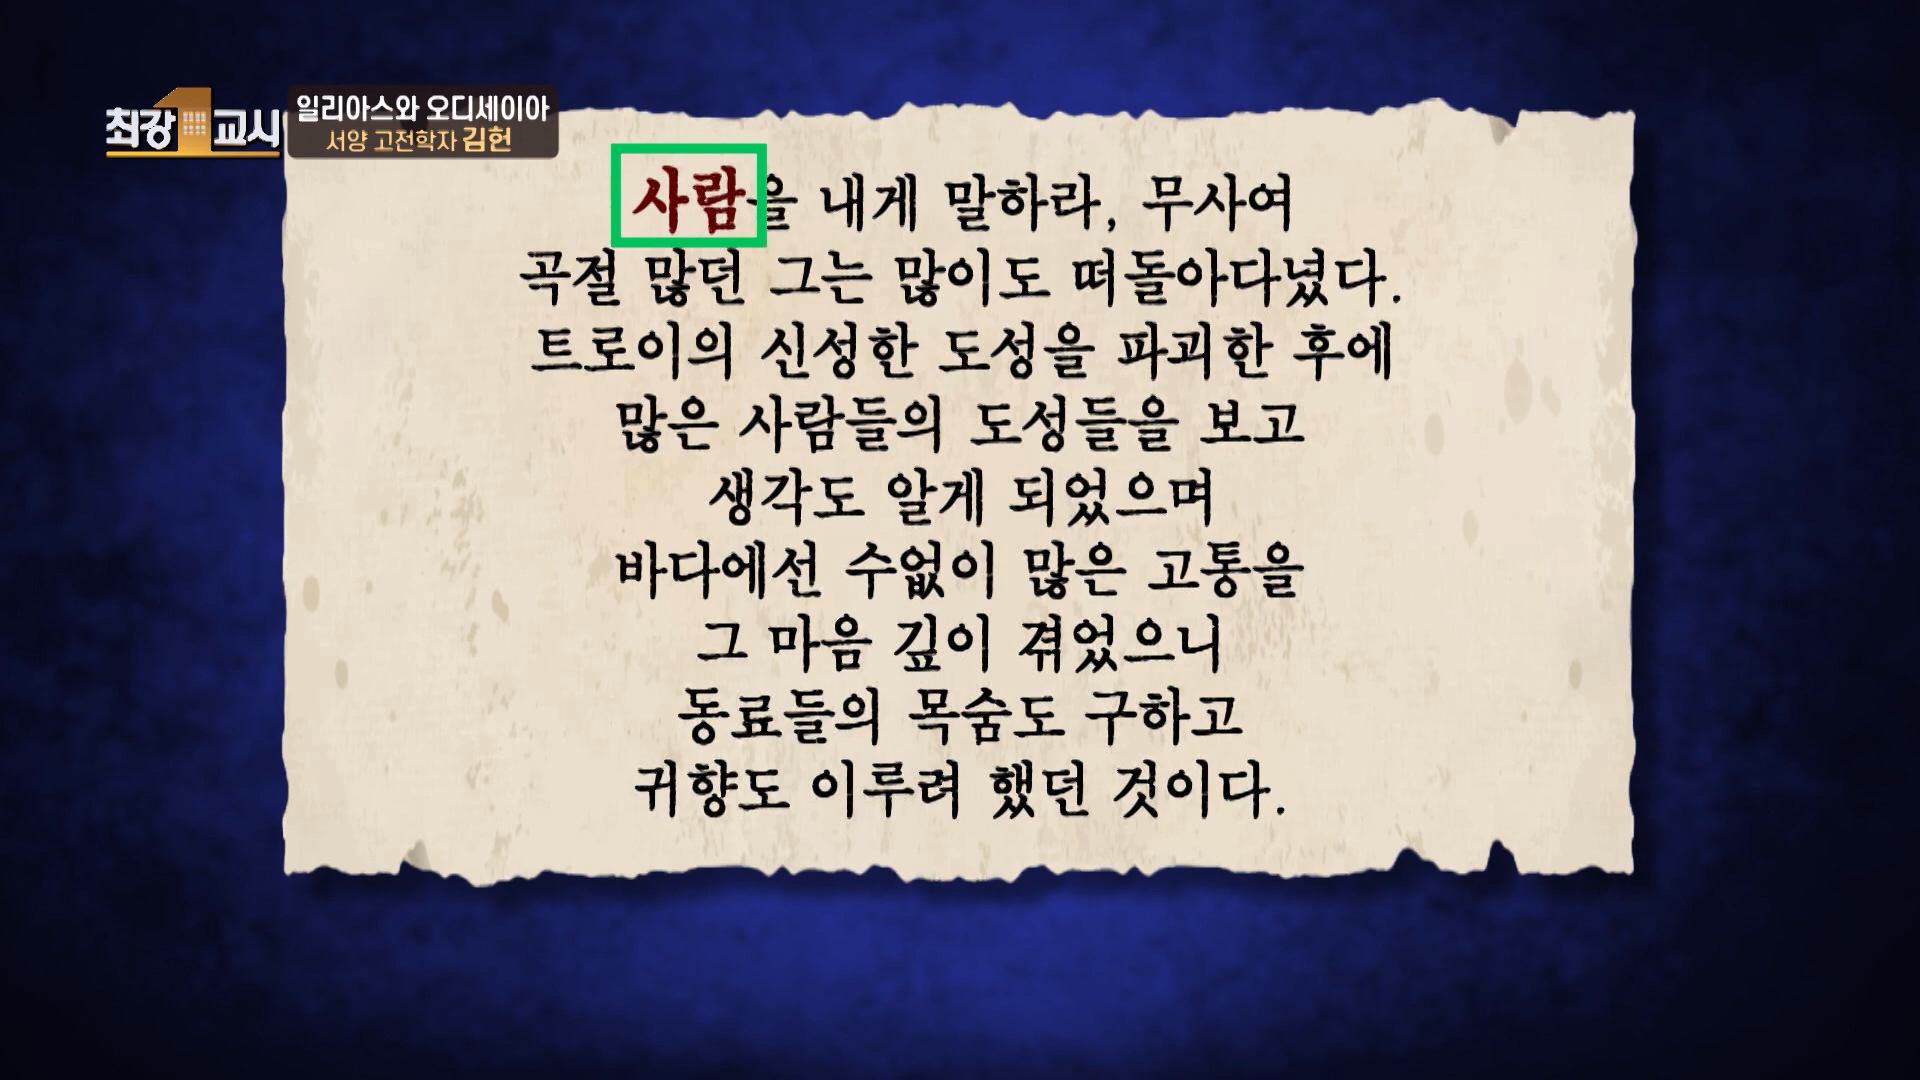 최강1교시
일리아스와 오디세이아
서양 고전학자 김헌
사람을 내게 말하라, 무사여
곡절 많던 그는 많이도 떠돌아다녔다.
트로이의 신성한 도성을 파괴한 후에
많은 사람들의 도성들을 보고
생각도 알게 되었으며
바다에선 수없이 많은 고통을
그 마음 깊이 겪었으니
동료들의 목숨도 구하고
귀향도 이루려 했던 것이다.